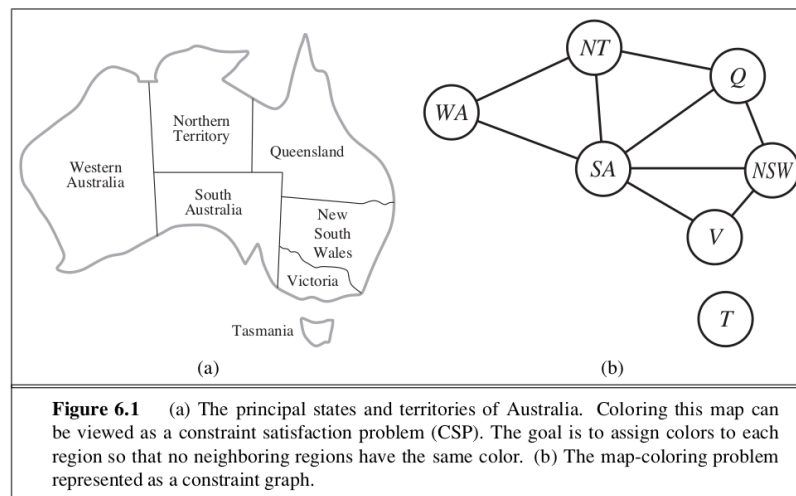 Northern
Territory
Western
Australia
Queensland
South
Australia
New
South
Wales
Victoria
Tasmania
(a)
NT
Q
WA
SA
NSW
V
T
(b)
Figure 6.1 (a) The principal states and territories of Australia. Coloring this map can
be viewed as a constraint satisfaction problem (CSP). The goal is to assign colors to each
region so that no neighboring regions have the same color. (b) The map-coloring problem
represented as a constraint graph.